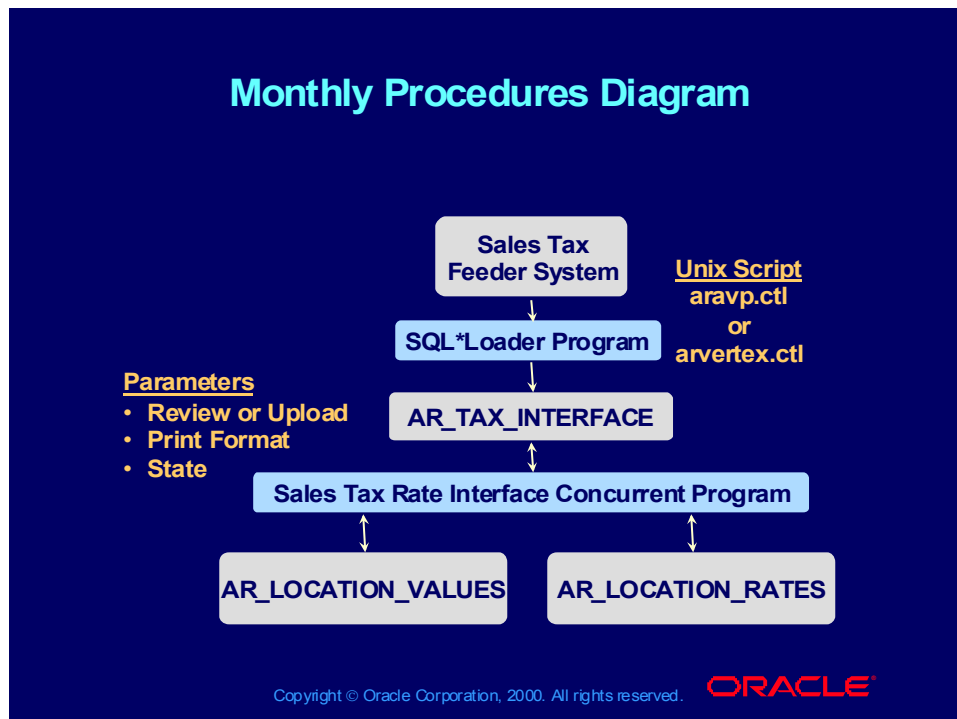 Monthly Procedures Diagram
Sales Tax
Feeder System
Unix Script
aravp.ctl
or
arvertex.ctl
SQL*Loader Program
Parameters
• Review or Upload
• Print Format
• State
AR_TAX_INTERFACE
Sales Tax Rate Interface Concurrent Program
AR_LOCATION_VALUES
AR_LOCATION_RATES
Copyright © Oracle Corporation, 2000. All rights reserved.
ORACLE®